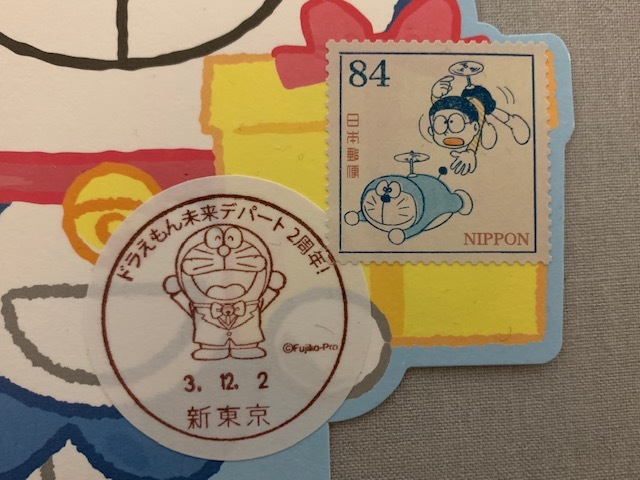 84
日本郵便
NIPPON
ドラえもん未来デパート2周年!
©Fujiko-Pro
3. 12. 2
新東京